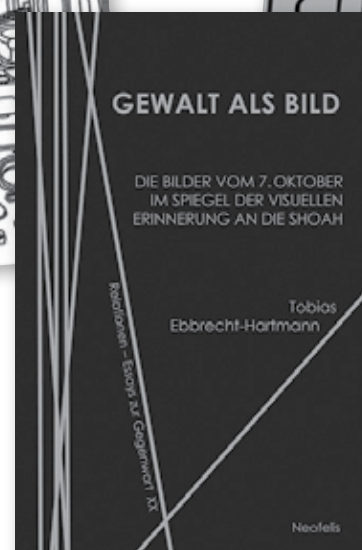 GEWALT ALS BILD
DIE BILDER VOM 7. OKTOBER
IM SPIEGEL DER VISUELLEN
ERINNERUNG AN DIE SHOAH
Tobias
Ebbrecht-Hartmann
Relationen – Essays zur Gegenwart XX
Neofelis